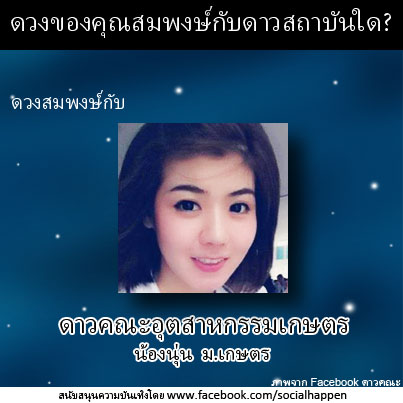 ดวงของคุณสมพงษ์กับดาวสถาบันใด?
ดวงสมพงษ์กับ
ดาวคณะอุตสาหกรรมเกษตร
น้องนุ่น ม.เกษตร
ภาพจาก Facebook ดาวคณะ
สนับสนุนความบันเทิงโดย www.facebook.com/socialhappen